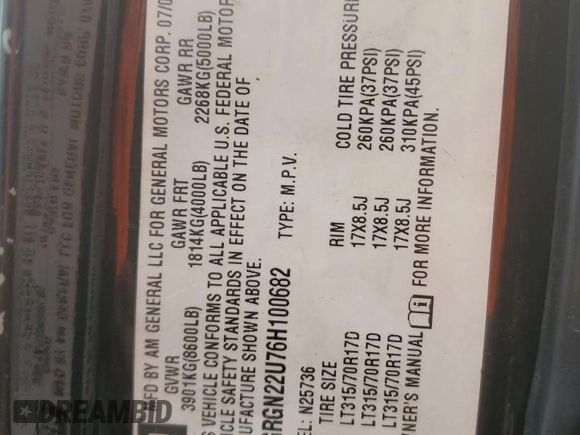 MFD BY AM GENERAL LLC FOR GENERAL MOTORS CORP. 07/0
GVWR GAWR FRT GAWR RR
3901KG(8600LB) 1814KG(4000LB) 2268KG(5000LB)
S VEHICLE CONFORMS TO ALL APPLICABLE U.S. FEDERAL MOTOR
ICLE SAFETY STANDARDS IN EFFECT ON THE DATE OF
UFACTURE SHOWN ABOVE.
GRGN22U76H100682 TYPE: M.P.V.
EL: N25736
TIRE SIZE RIM COLD TIRE PRESSURE
LT315/70R17D 17X8.5J 260KPA(37PSI)
LT315/70R17D 17X8.5J 260KPA(37PSI)
LT315/70R17D 17X8.5J 310KPA(45PSI)
WNER'S MANUAL FOR MORE INFORMATION.
DREAMBID